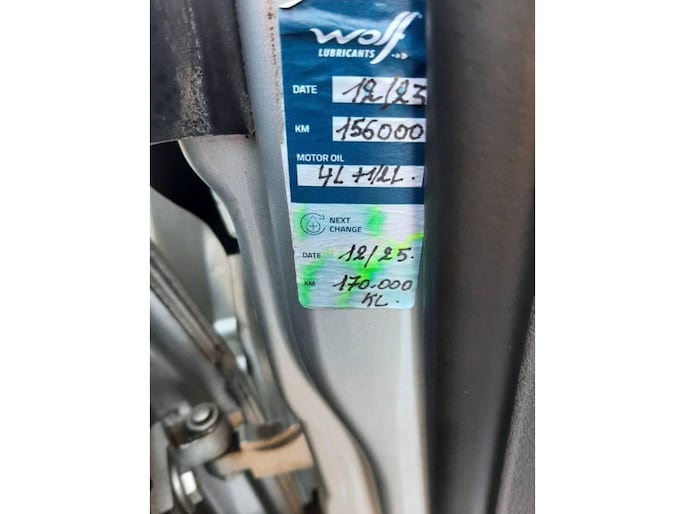 wolf
LUBRICANTS
DATE 12/23
KM 156000
MOTOR OIL
4L+1/2L.
NEXT
CHANGE
DATE 12/25.
KM 170.000
KL.